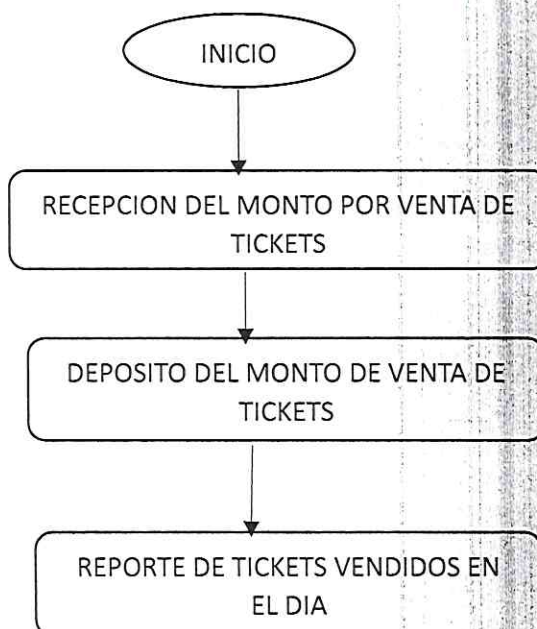 INICIO
RECEPCION DEL MONTO POR VENTA DE
TICKETS
DEPOSITO DEL MONTO DE VENTA DE
TICKETS
REPORTE DE TICKETS VENDIDOS EN
EL DIA